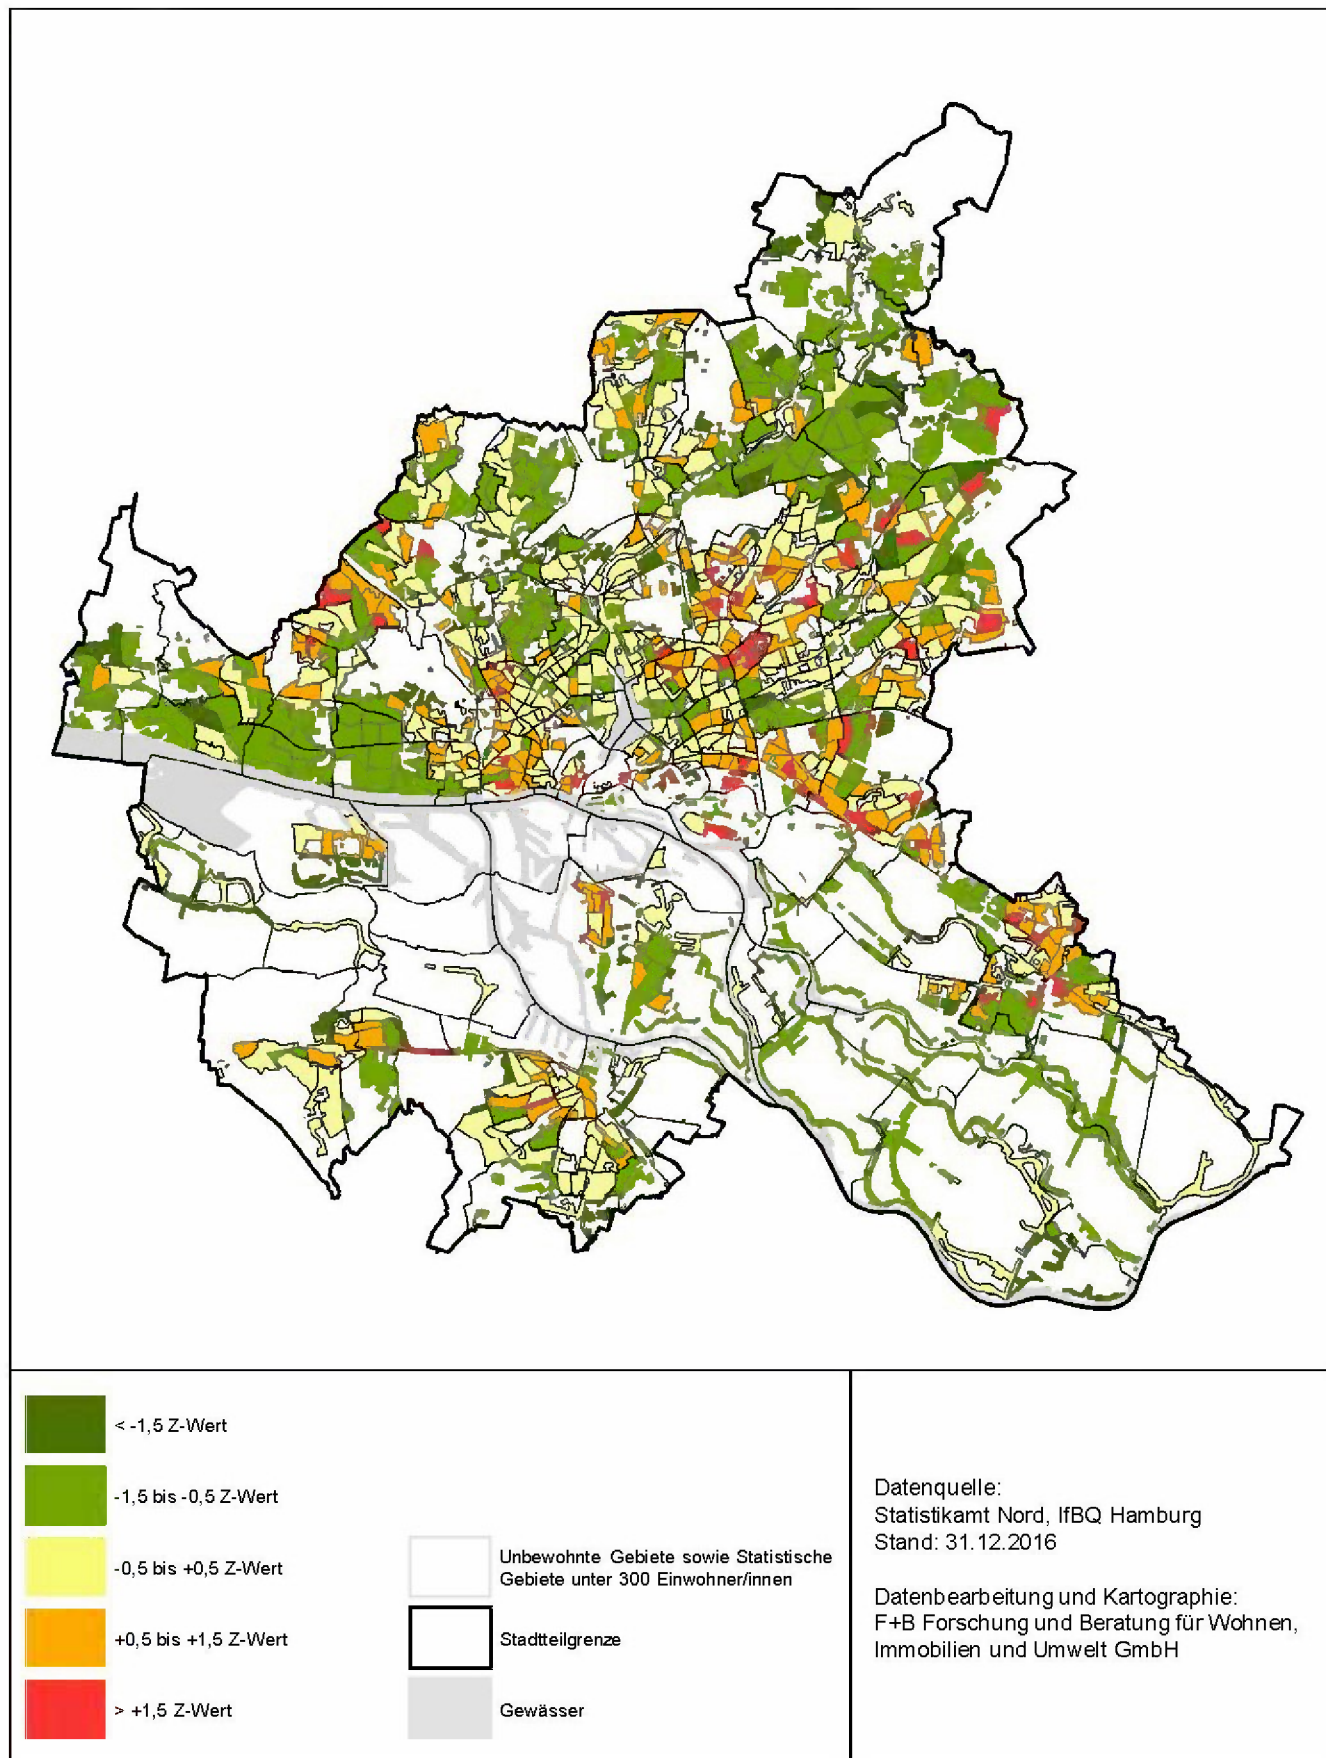 < -1,5 Z-Wert
-1,5 bis -0,5 Z-Wert
-0,5 bis +0,5 Z-Wert
+0,5 bis +1,5 Z-Wert
> +1,5 Z-Wert
Unbewohnte Gebiete sowie Statistische
Gebiete unter 300 Einwohner/innen
Stadtteilgrenze
Gewässer
Datenquelle:
Statistikamt Nord, IfBQ Hamburg
Stand: 31.12.2016
Datenbearbeitung und Kartographie:
F+B Forschung und Beratung für Wohnen,
Immobilien und Umwelt GmbH